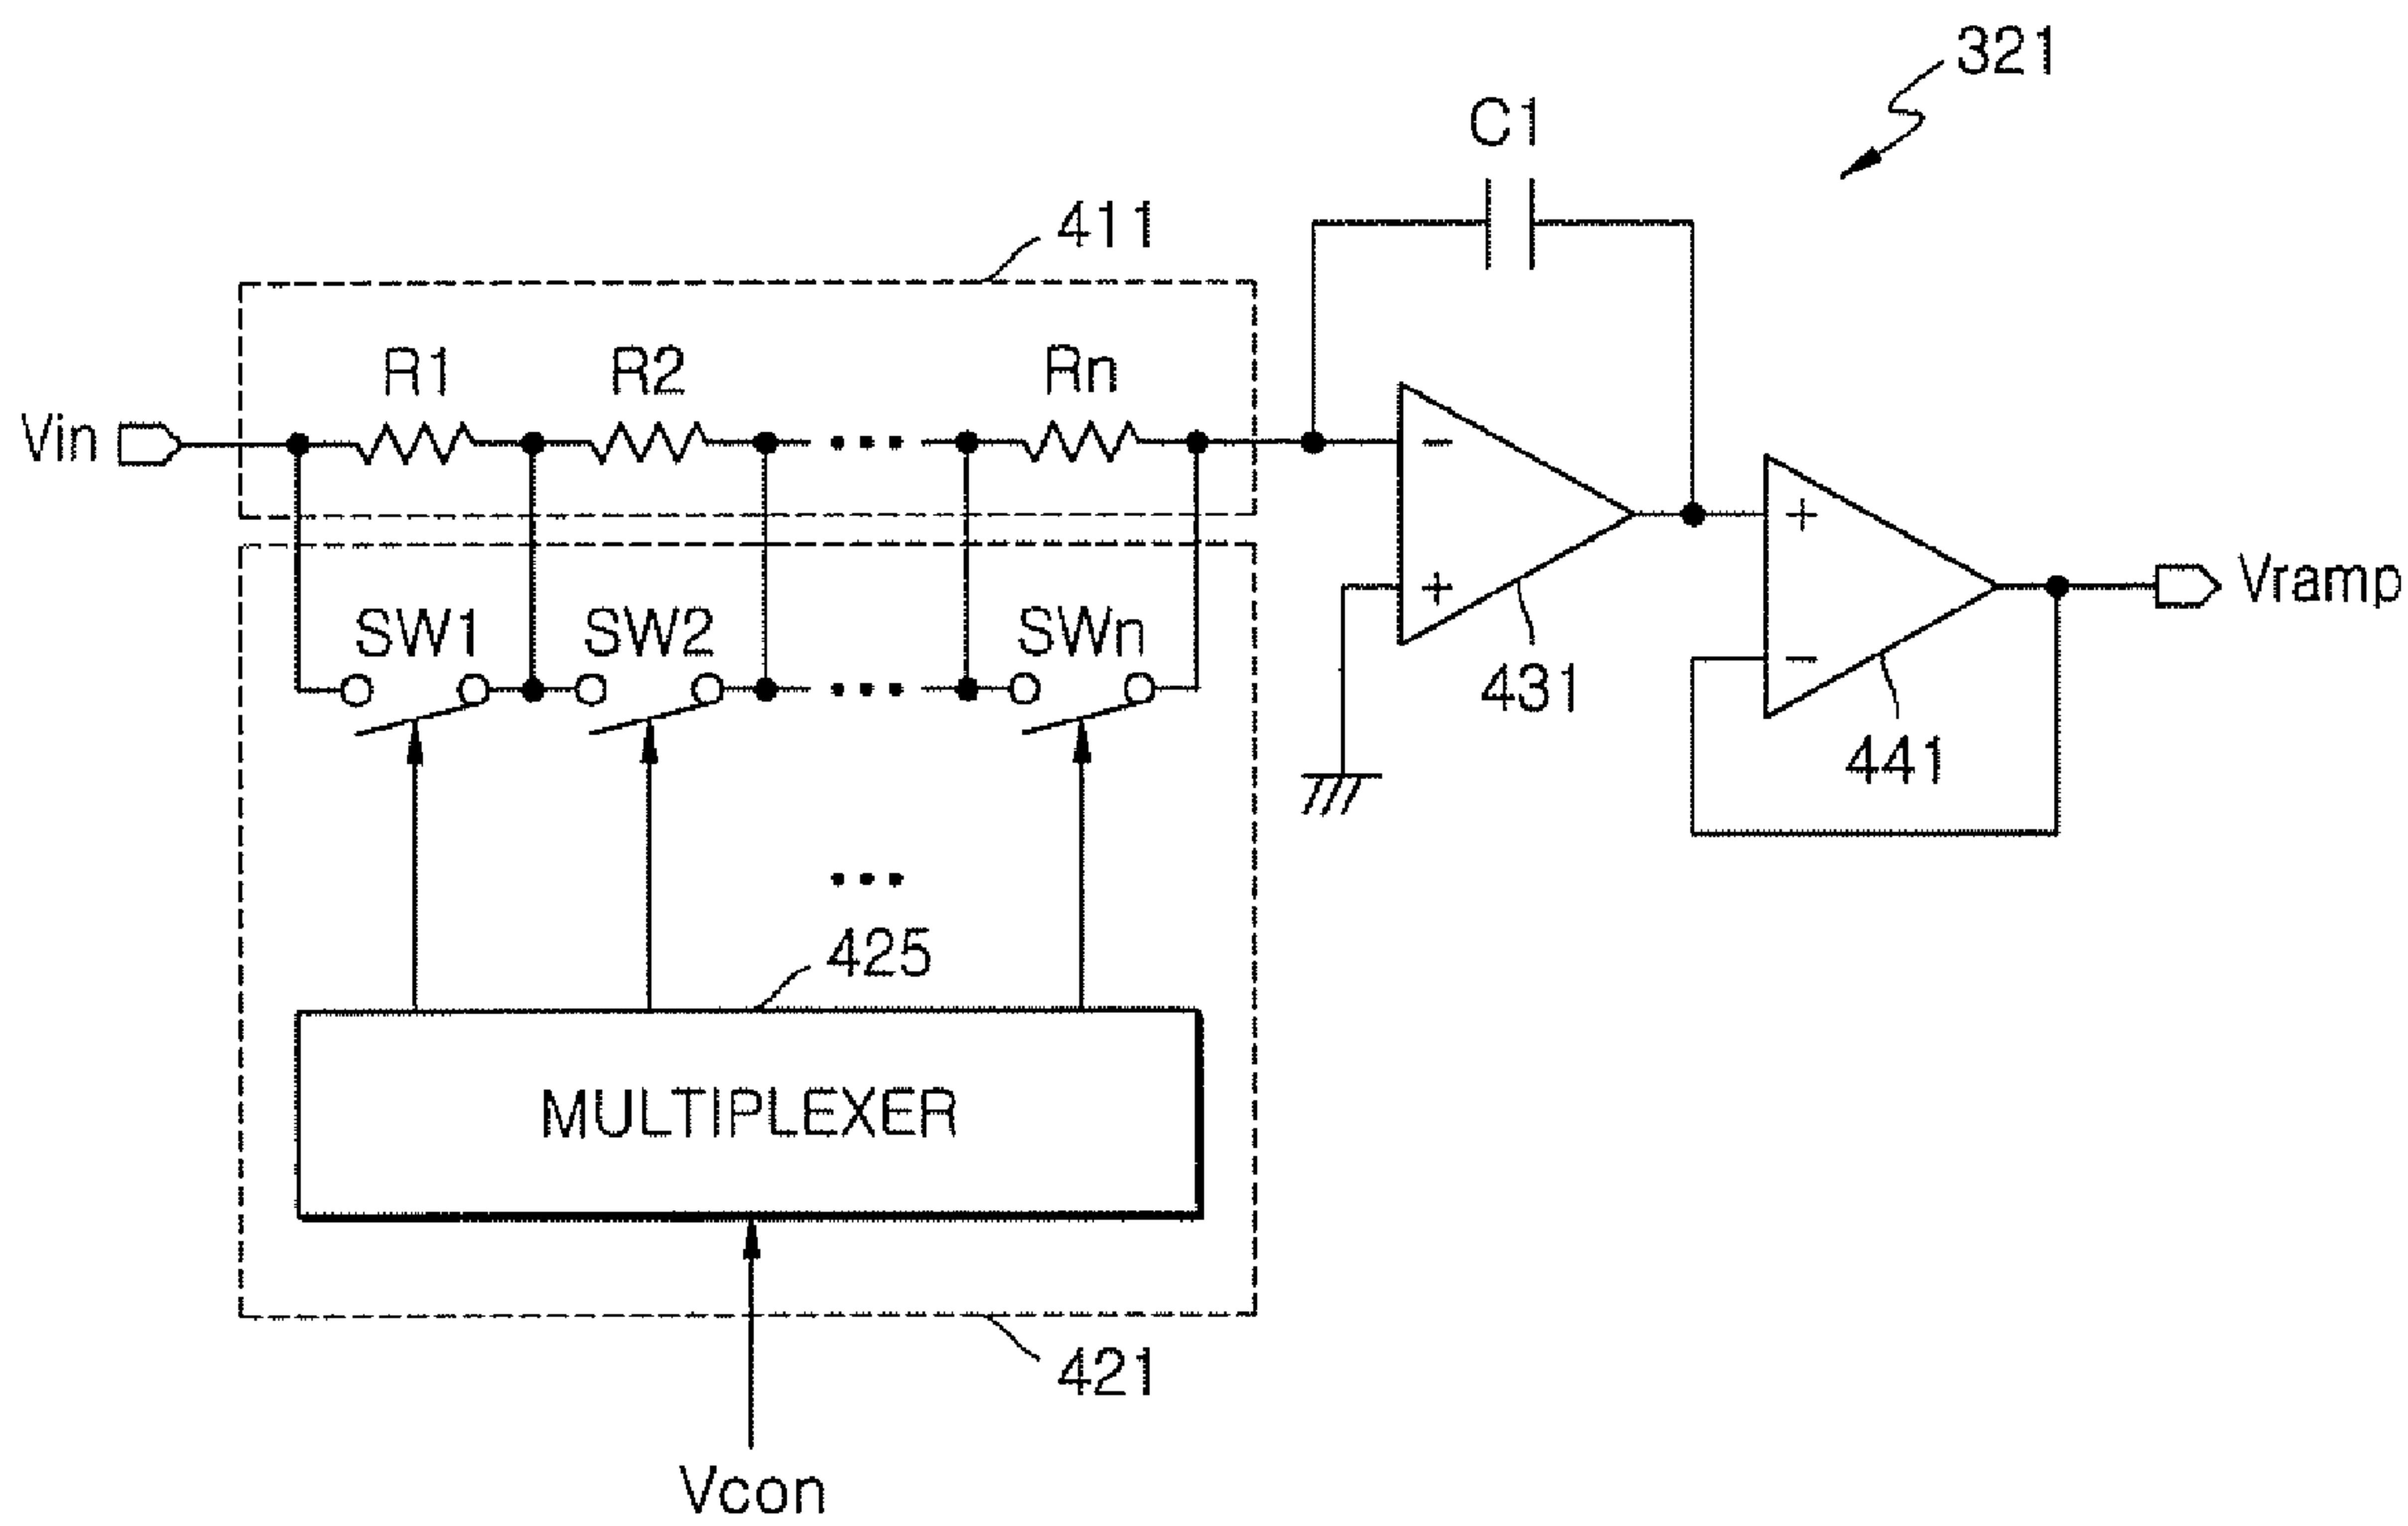 321
C1
411
R1 R2 ... Rn
Vin
- +
+ -
Vramp
SW1 SW2 ... SWn
431
441
...
425
MULTIPLEXER
421
Vcon